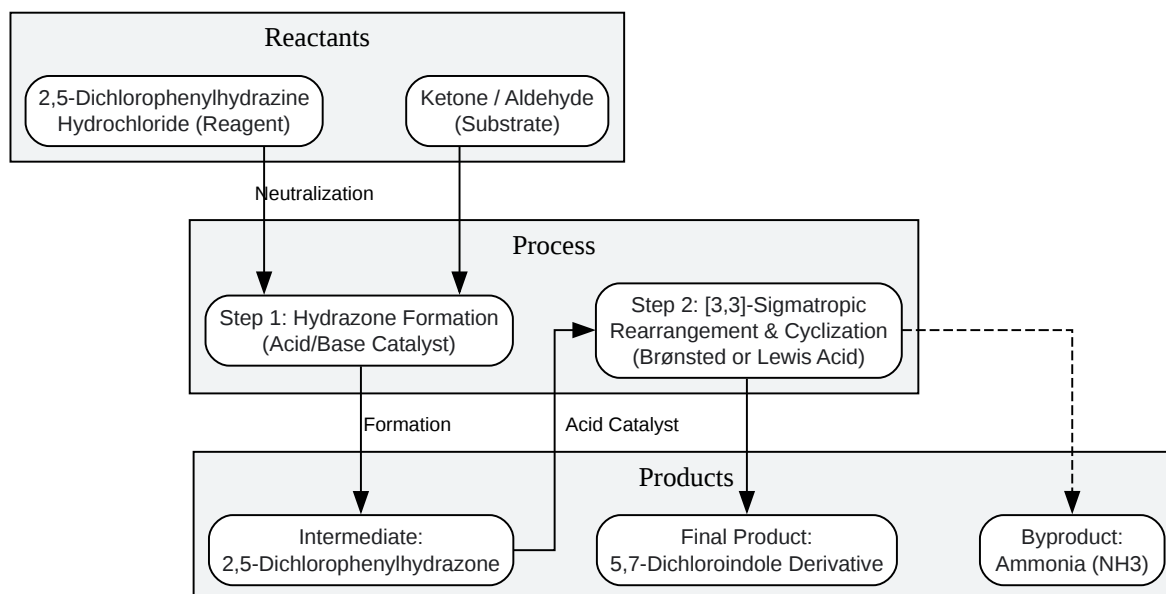 Reactants
2,5-Dichlorophenylhydrazine
Hydrochloride (Reagent)
Ketone / Aldehyde
(Substrate)
Neutralization
Process
Step 1: Hydrazone Formation
(Acid/Base Catalyst)
Step 2: [3,3]-Sigmatropic
Rearrangement & Cyclization
(Brønsted or Lewis Acid)
Formation
Acid Catalyst
Products
Intermediate:
2,5-Dichlorophenylhydrazone
Final Product:
5,7-Dichloroindole Derivative
Byproduct:
Ammonia (NH3)